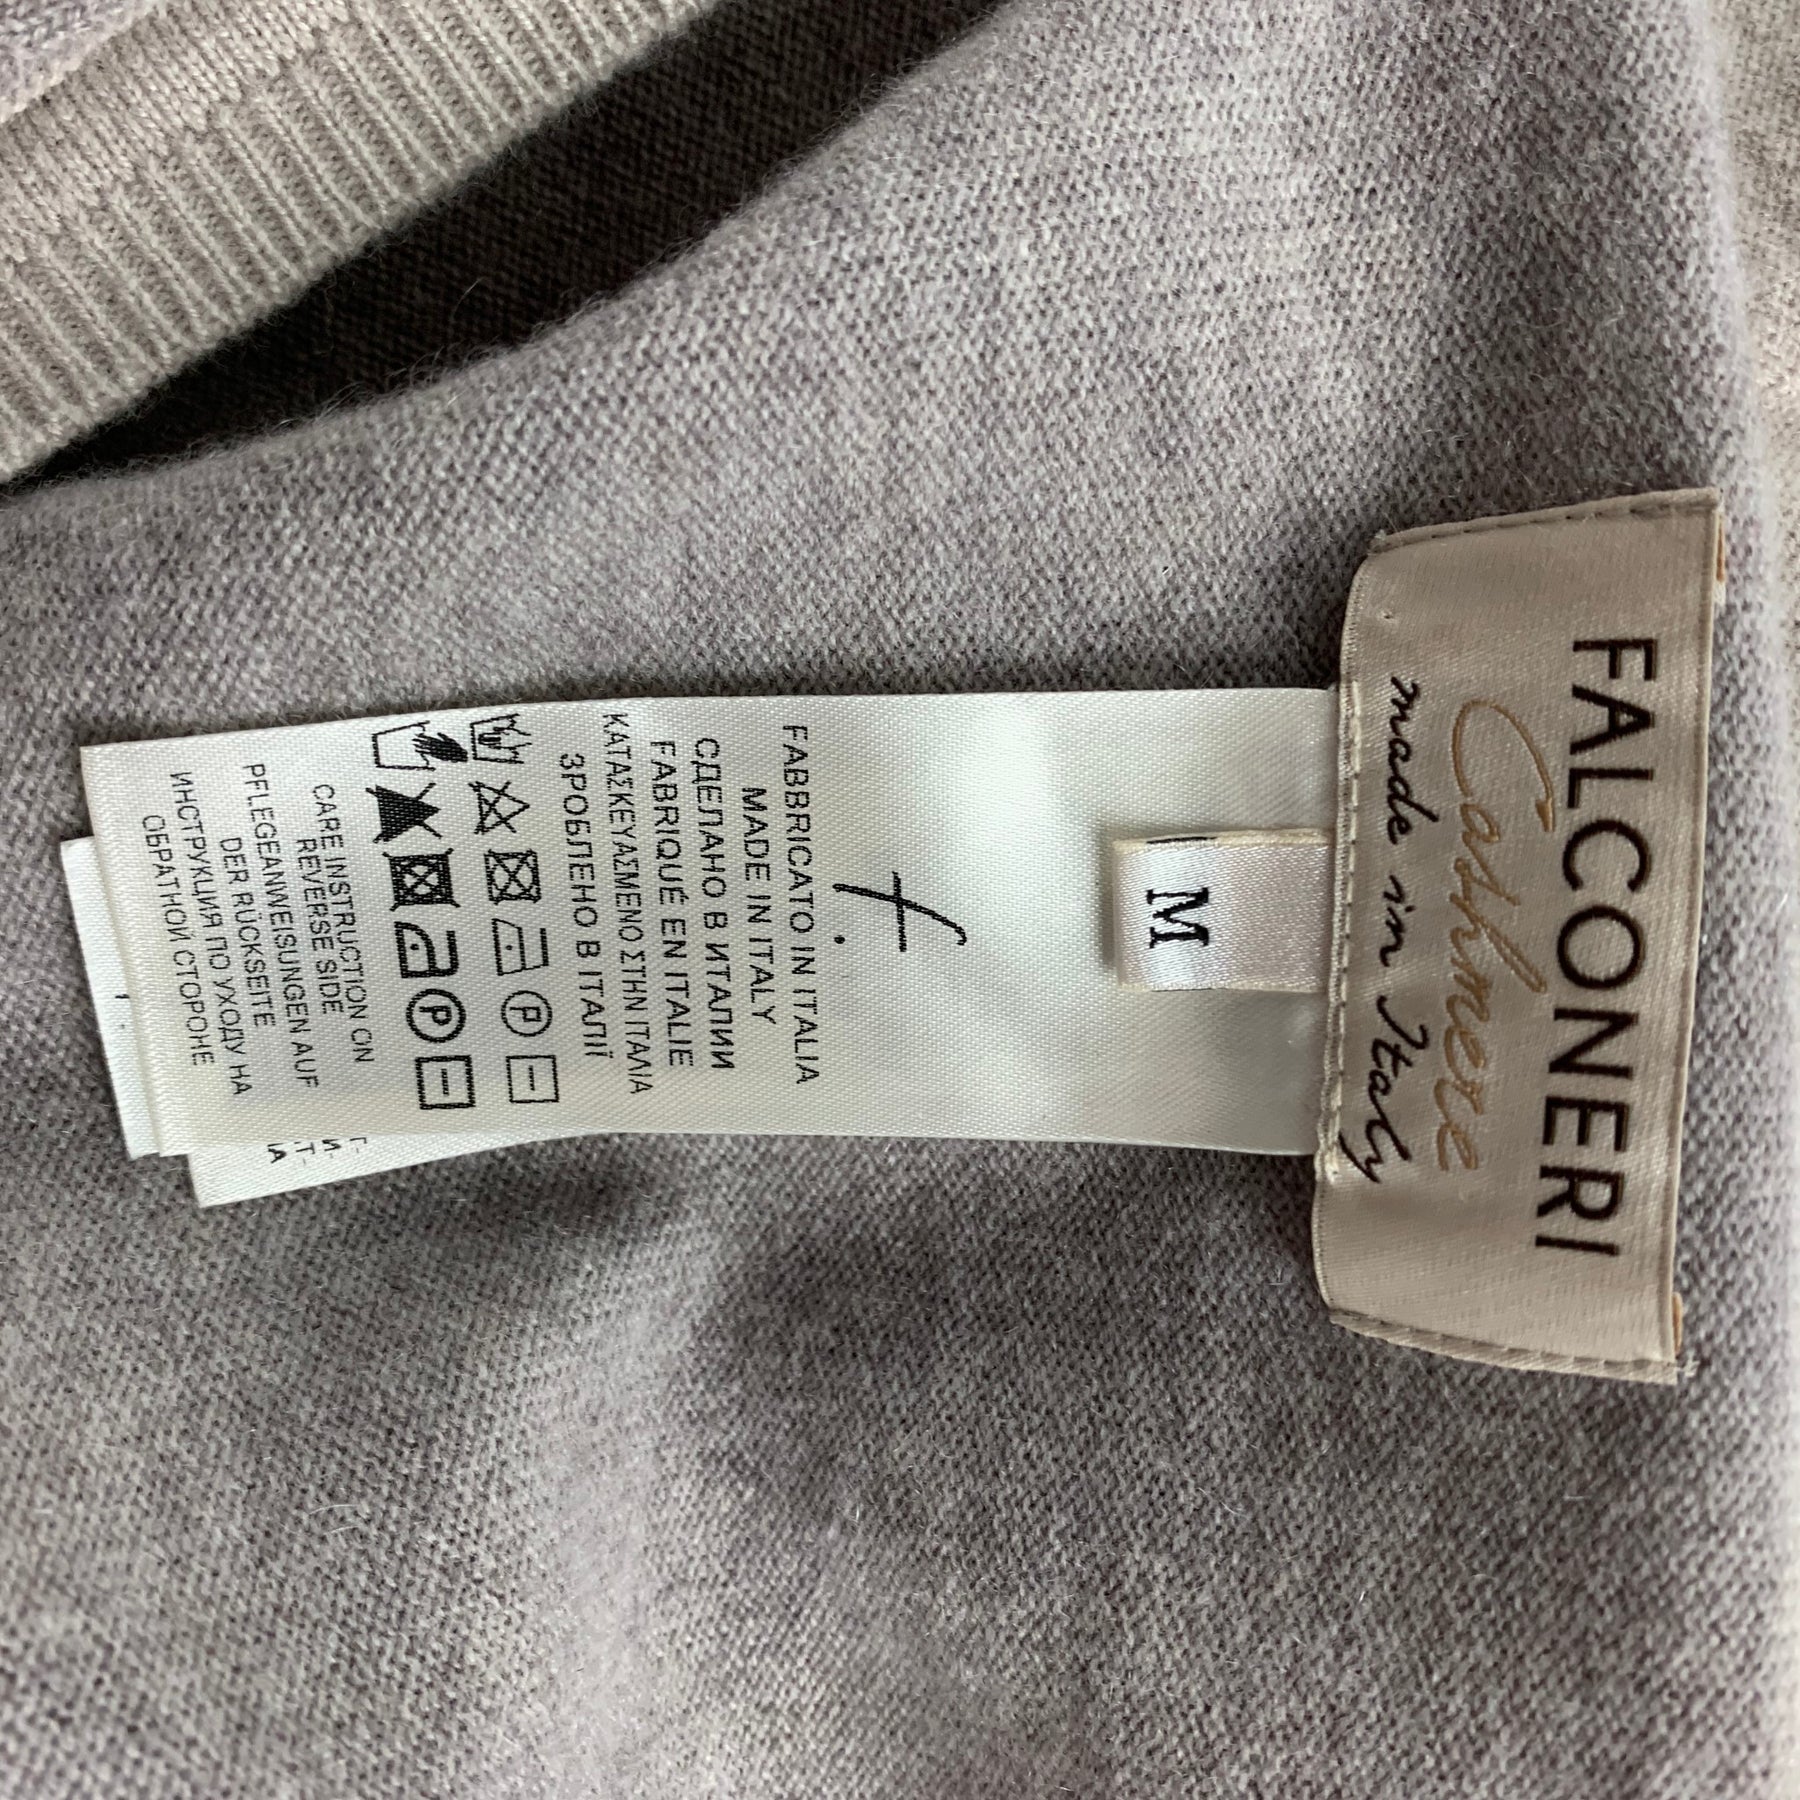 FALCONERI
Cashmere
made in Italy
M
f.
FABBRICATO IN ITALIA
MADE IN ITALY
СДЕЛАНО В ИТАЛИИ
FABRIQUÉ EN ITALIE
ΚΑΤΑΣΚΕΥΑΣΜΕΝΟ ΣΤΗΝ ΙΤΑΛΙΑ
ЗРОБЛЕНО В ІТАЛІЇ
P
P
CARE INSTRUCTION ON
REVERSE SIDE
PFLEGEANWEISUNGEN AUF
DER RÜCKSEITE
ИНСТРУКЦИЯ ПО УХОДУ НА
ОБРАТНОЙ СТОРОНЕ